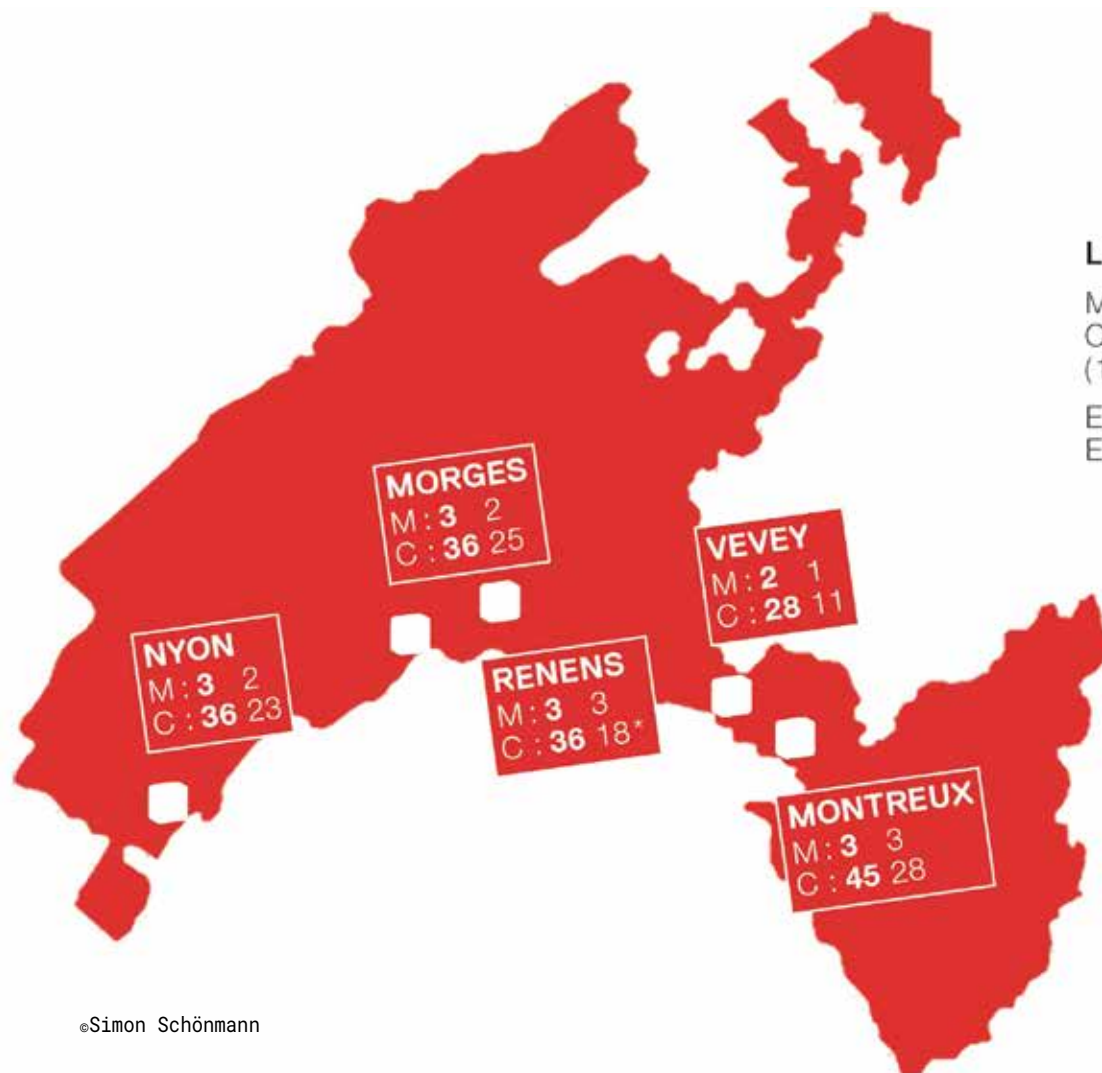 MORGES
M : 3 2
C : 36 25
VEVEY
M : 2 1
C : 28 11
NYON
M : 3 2
C : 36 23
RENENS
M : 3 3
C : 36 18*
MONTREUX
M : 3 3
C : 45 28
©Simon Schönmann